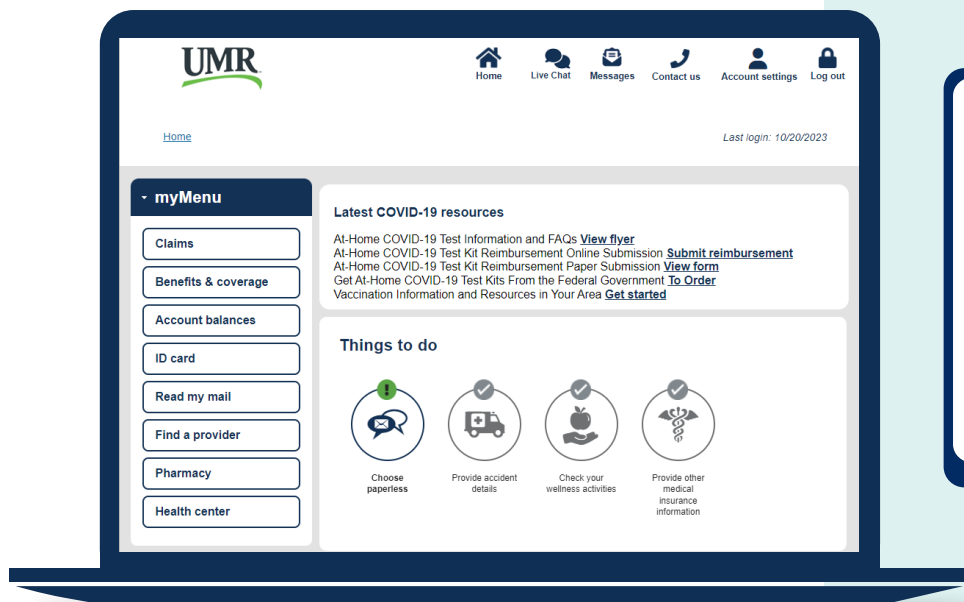 UMR
Home
Live Chat
Messages
Contact us
Account settings
Log out
Home
Last login: 10/20/2023
myMenu
Claims
Benefits & coverage
Account balances
ID card
Read my mail
Find a provider
Pharmacy
Health center
Latest COVID-19 resources
At-Home COVID-19 Test Information and FAQs View flyer
At-Home COVID-19 Test Kit Reimbursement Online Submission Submit reimbursement
At-Home COVID-19 Test Kit Reimbursement Paper Submission View form
Get At-Home COVID-19 Test Kits From the Federal Government To Order
Vaccination Information and Resources in Your Area Get started
Things to do
!
Choose
paperless
Provide accident
details
Check your
wellness activities
Provide other
medical
insurance
information